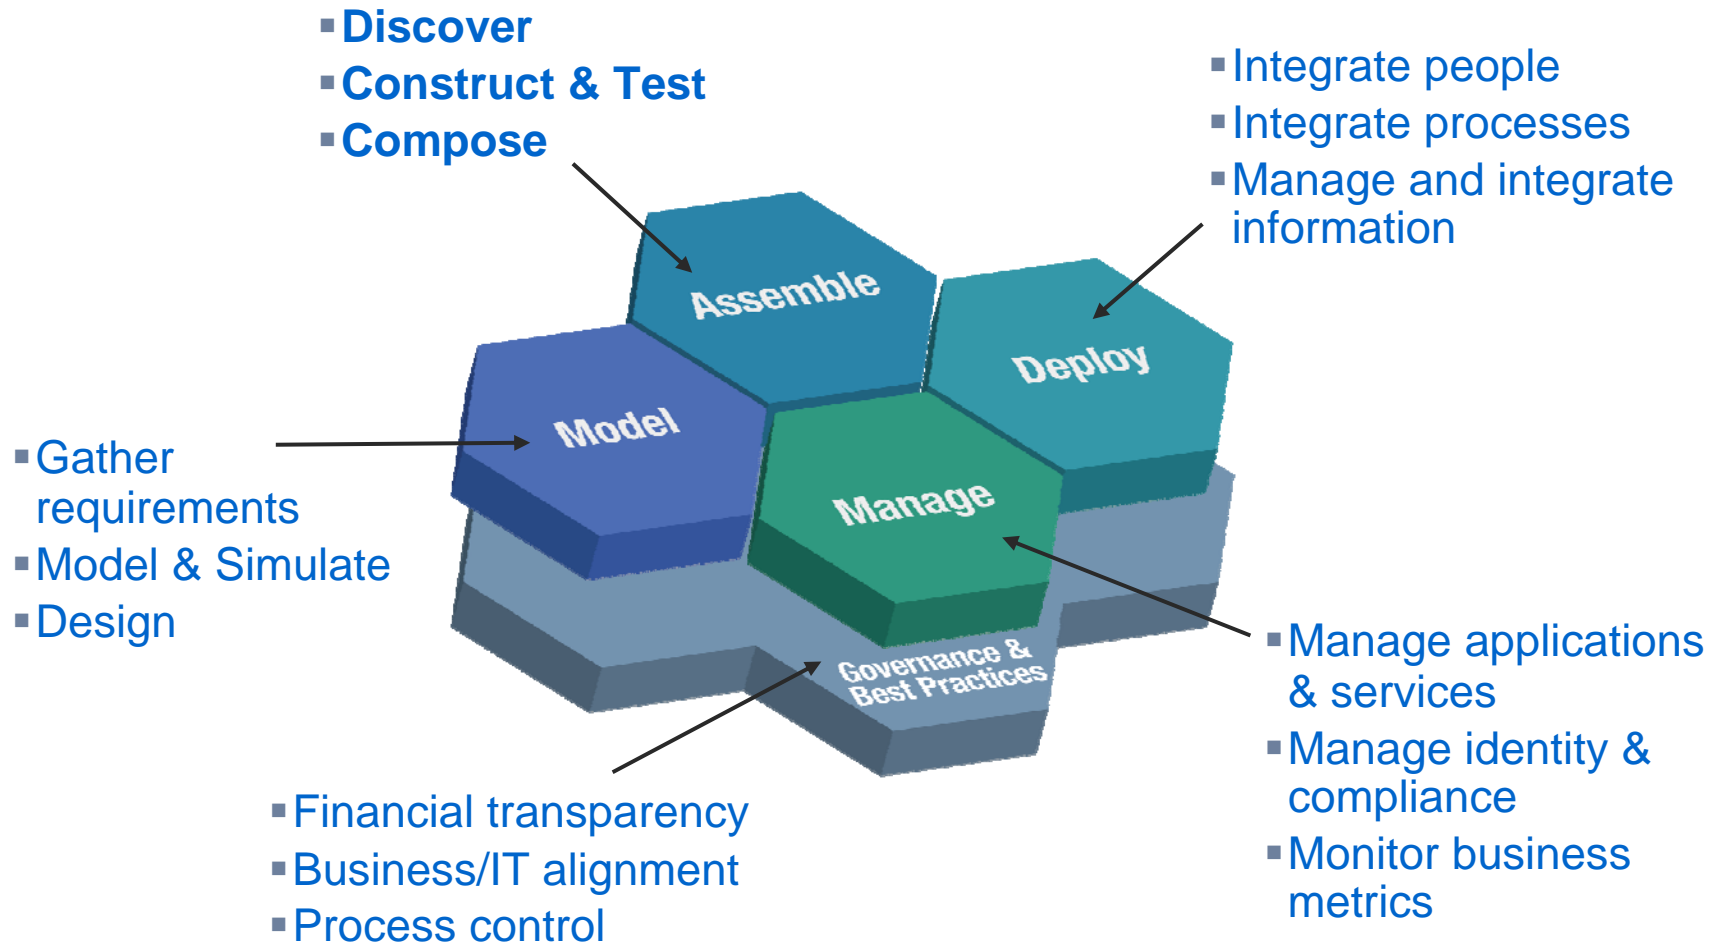 ▪Discover
▪Construct & Test
▪Compose
▪Integrate people
▪Integrate processes
▪Manage and integrate
information
Assemble
Deploy
Model
Manage
▪Gather
requirements
▪Model & Simulate
▪Design
Governance &
Best Practices
▪Manage applications
& services
▪Manage identity &
compliance
▪Monitor business
metrics
▪Financial transparency
▪Business/IT alignment
▪Process control